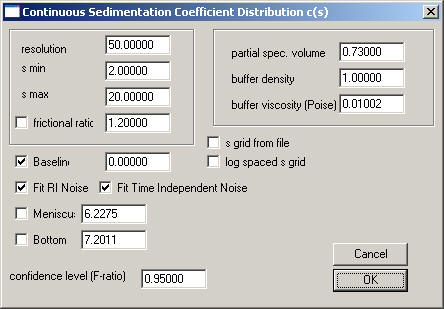 Continuous Sedimentation Coefficient Distribution c(s)
resolution 50.00000
s min 2.00000
s max 20.00000
frictional ratio 1.20000
partial spec. volume 0.73000
buffer density 1.00000
buffer viscosity (Poise) 0.01002
s grid from file
log spaced s grid
Baseline 0.00000
Fit RI Noise Fit Time Independent Noise
Meniscu: 6.2275
Bottom 7.2011
confidence level (F-ratio) 0.95000
Cancel
OK